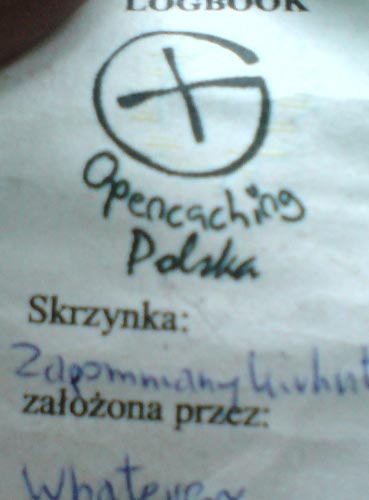 LOGBOOK
Opencaching
Polska
Skrzynka:
Zapomniany
założona przez:
Whatever